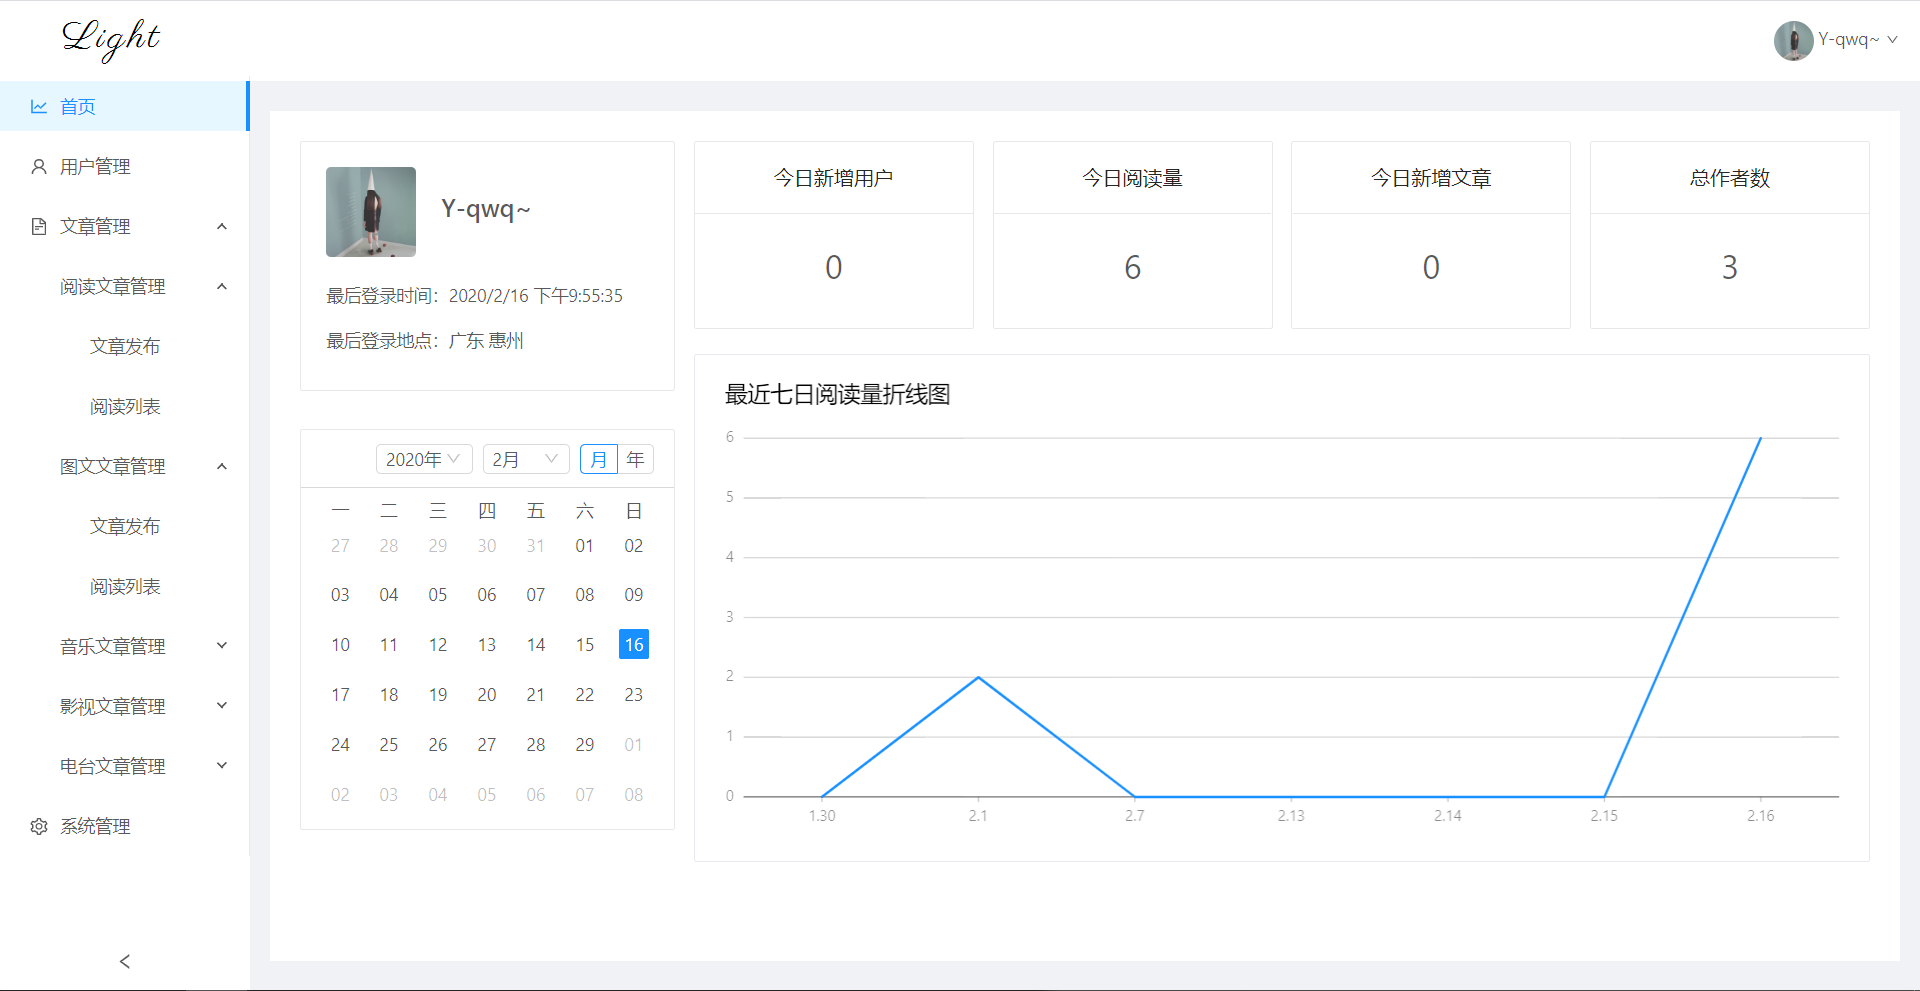 Light
Y-qwq~
首页
用户管理
文章管理
阅读文章管理
文章发布
阅读列表
图文文章管理
文章发布
阅读列表
音乐文章管理
影视文章管理
电台文章管理
系统管理
Y-qwq~
最后登录时间：2020/2/16 下午9:55:35
最后登录地点：广东 惠州
2020年 2月 月 年
一 二 三 四 五 六 日
27 28 29 30 31 01 02
03 04 05 06 07 08 09
10 11 12 13 14 15 16
17 18 19 20 21 22 23
24 25 26 27 28 29 01
02 03 04 05 06 07 08
今日新增用户 今日阅读量 今日新增文章 总作者数
0 6 0 3
最近七日阅读量折线图
6
5
4
3
2
1
0
1.30 2.1 2.7 2.13 2.14 2.15 2.16